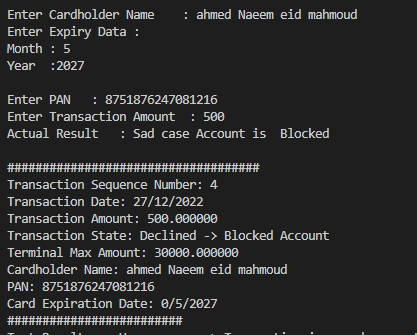 Enter Cardholder Name    : ahmed Naeem eid mahmoud
Enter Expiry Data :
Month : 5
Year  :2027
Enter PAN   : 8751876247081216
Enter Transaction Amount  : 500
Actual Result   : Sad case Account is  Blocked
####################################
Transaction Sequence Number: 4
Transaction Date: 27/12/2022
Transaction Amount: 500.000000
Transaction State: Declined -> Blocked Account
Terminal Max Amount: 30000.000000
Cardholder Name: ahmed Naeem eid mahmoud
PAN: 8751876247081216
Card Expiration Date: 0/5/2027
#########################